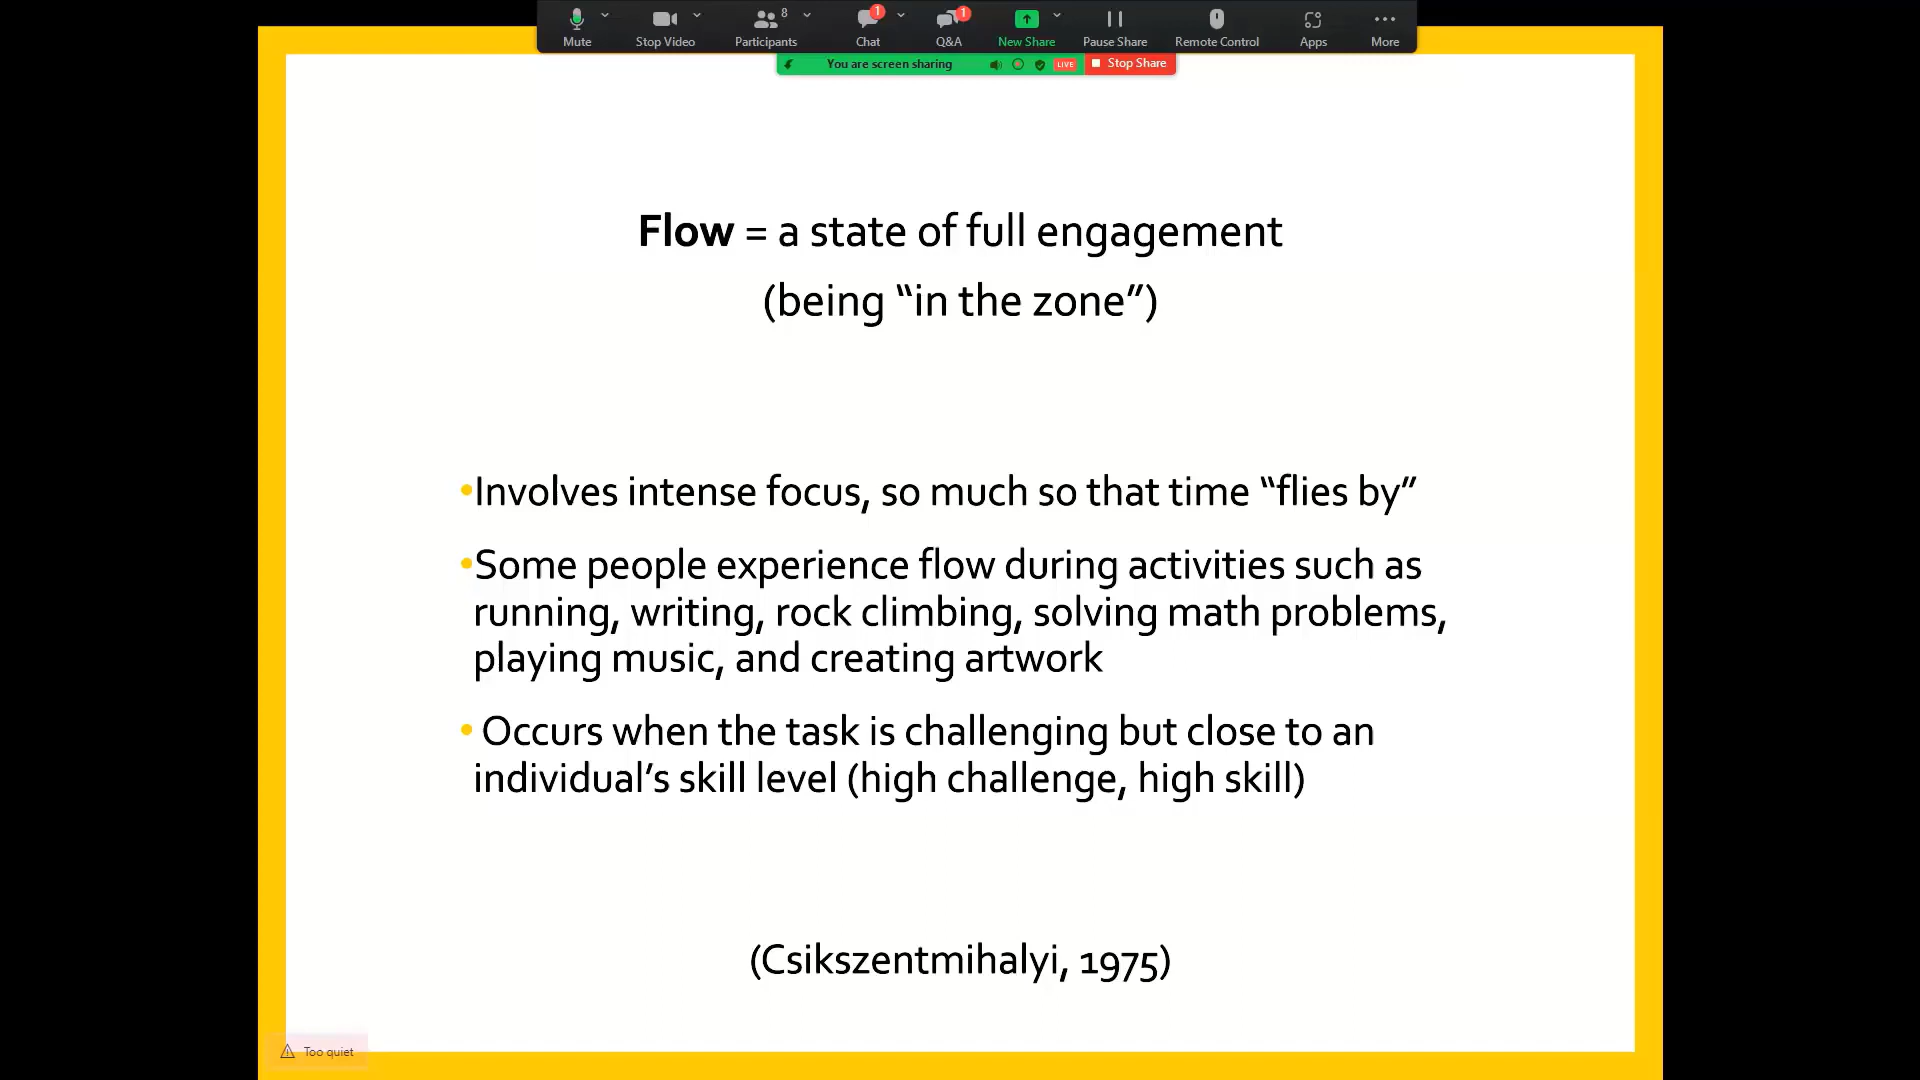 8 1 1
Mute Stop Video Participants Chat Q&A New Share Pause Share Remote Control Apps More
You are screen sharing LIVE Stop Share
Flow = a state of full engagement
(being “in the zone”)
•Involves intense focus, so much so that time “flies by”
•Some people experience flow during activities such as
running, writing, rock climbing, solving math problems,
playing music, and creating artwork
• Occurs when the task is challenging but close to an
individual’s skill level (high challenge, high skill)
(Csikszentmihalyi, 1975)
Too quiet